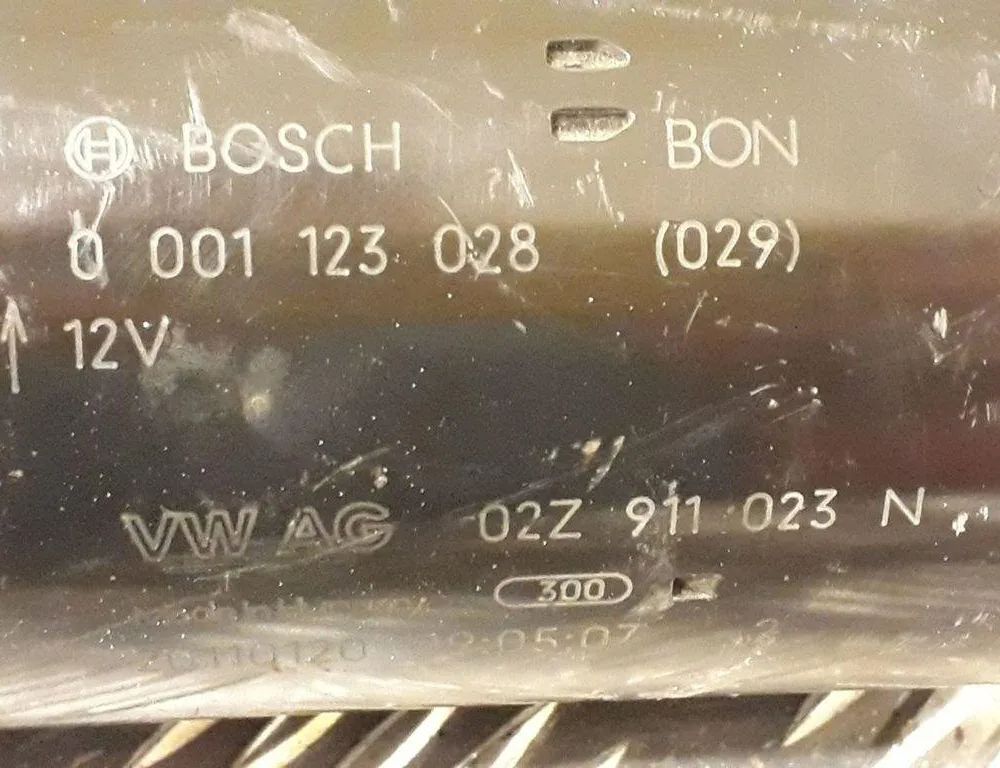 BOSCH BON
0 001 123 028 (029)
12V
VW AG 02Z 911 023 N
300